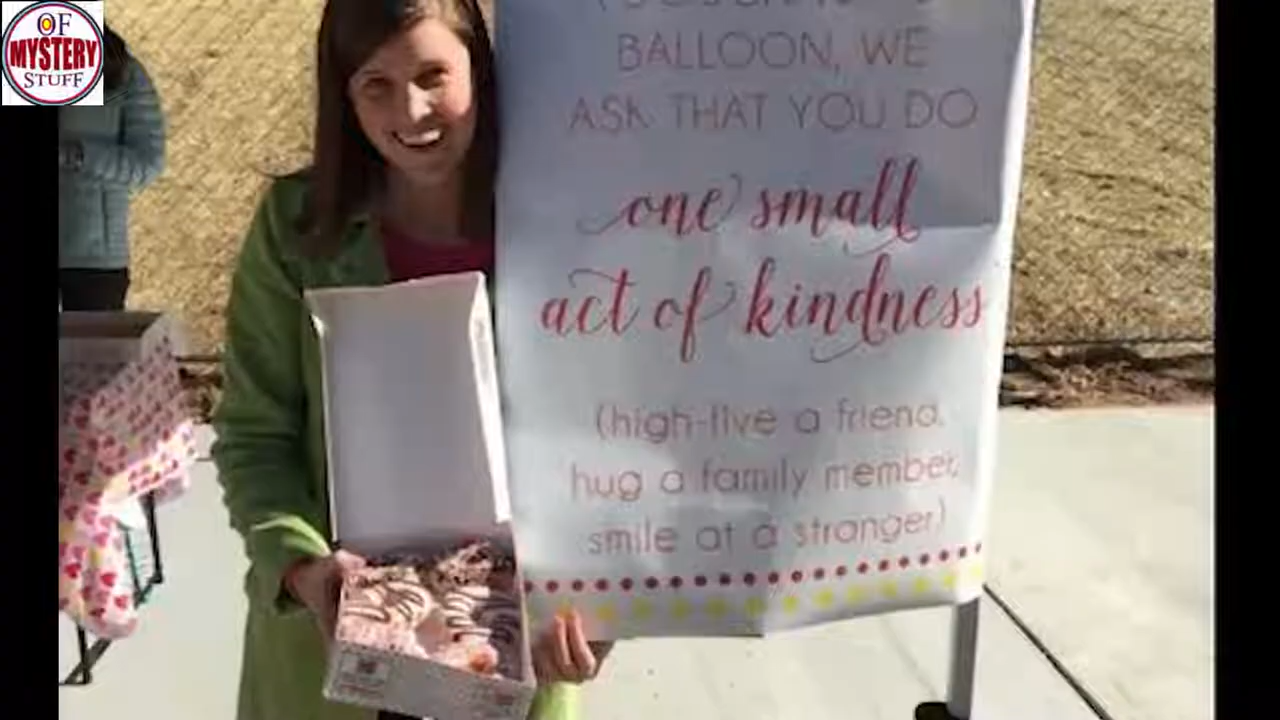 OF
MYSTERY
STUFF
BALLOON, WE
ASK THAT YOU DO
one small
act of kindness
(high-five a friend,
hug a family member,
smile at a stranger)